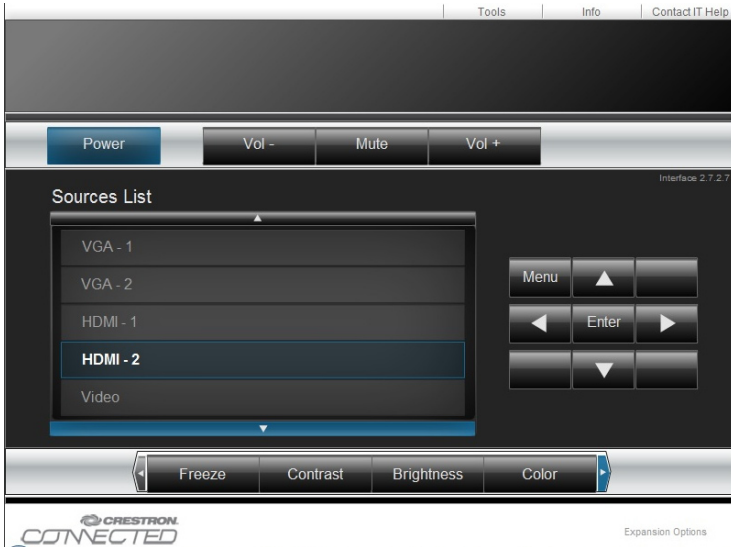 Tools Info Contact IT Help
Power Vol - Mute Vol +
Interface 2.7.2.7
Sources List
VGA - 1
VGA - 2
HDMI - 1
HDMI - 2
Video
Menu
Enter
Freeze Contrast Brightness Color
CRESTRON.
CONNECTED
Expansion Options